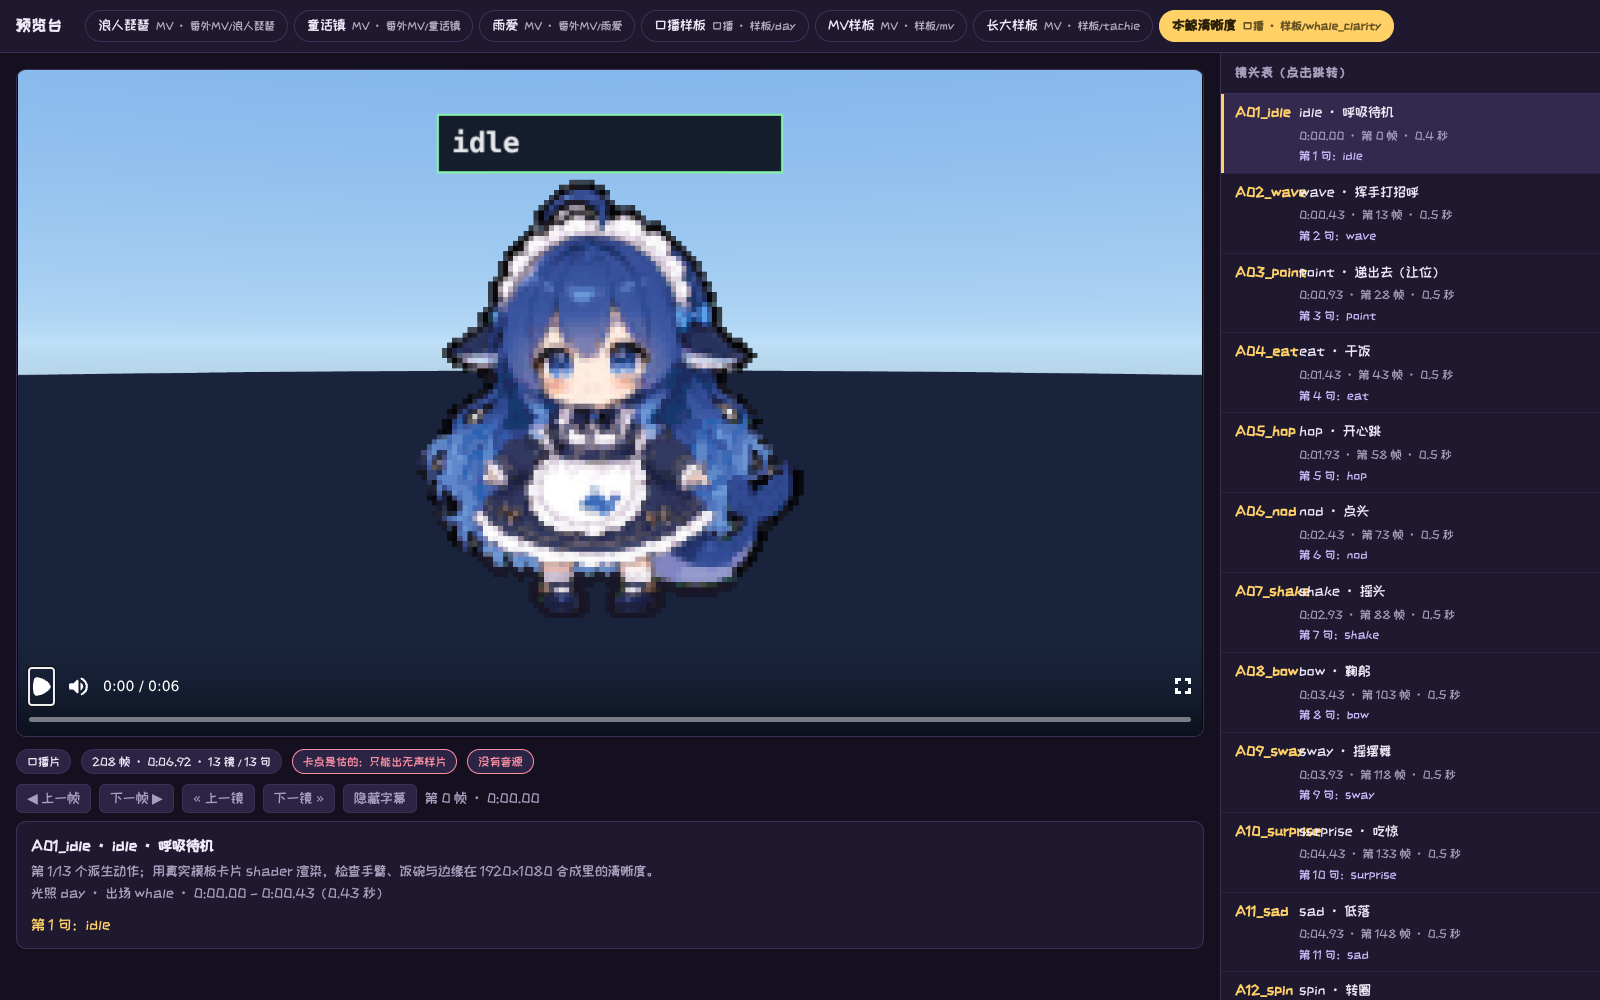 预览台
浪人琵琶 MV · 番外MV/浪人琵琶
童话镇 MV · 番外MV/童话镇
雨爱 MV · 番外MV/雨爱
口播样板 口播 · 样板/day
MV样板 MV · 样板/mv
长大样板 MV · 样板/tachie
本鲸清晰度 口播 · 样板/whale_clarity
idle
0:00 / 0:06
口播片
208 帧 · 0:06.92 · 13 镜 / 13 句
卡点是估的：只能出无声样片
没有音源
◀ 上一帧
下一帧 ▶
« 上一镜
下一镜 »
隐藏字幕
第 0 帧 · 0:00.00
A01_idle · idle · 呼吸待机
第 1/13 个派生动作；用真实模板卡片 shader 渲染，检查手臂、饭碗与边缘在 1920x1080 合成里的清晰度。
光照 day · 出场 whale · 0:00.00 – 0:00.43（0.43 秒）
第 1 句：idle
镜头表（点击跳转）
A01_idle idle · 呼吸待机
0:00.00 · 第 0 帧 · 0.4 秒
第 1 句：idle
A02_wave wave · 挥手打招呼
0:00.43 · 第 13 帧 · 0.5 秒
第 2 句：wave
A03_point point · 递出去（让位）
0:00.93 · 第 28 帧 · 0.5 秒
第 3 句：point
A04_eat eat · 干饭
0:01.43 · 第 43 帧 · 0.5 秒
第 4 句：eat
A05_hop hop · 开心跳
0:01.93 · 第 58 帧 · 0.5 秒
第 5 句：hop
A06_nod nod · 点头
0:02.43 · 第 73 帧 · 0.5 秒
第 6 句：nod
A07_shake shake · 摇头
0:02.93 · 第 88 帧 · 0.5 秒
第 7 句：shake
A08_bow bow · 鞠躬
0:03.43 · 第 103 帧 · 0.5 秒
第 8 句：bow
A09_sway sway · 摇摆舞
0:03.93 · 第 118 帧 · 0.5 秒
第 9 句：sway
A10_surprise surprise · 吃惊
0:04.43 · 第 133 帧 · 0.5 秒
第 10 句：surprise
A11_sad sad · 低落
0:04.93 · 第 148 帧 · 0.5 秒
第 11 句：sad
A12_spin spin · 转圈